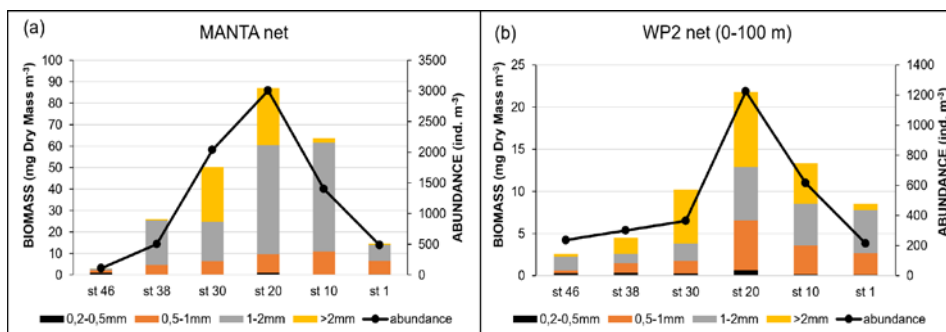 (a)
MANTA net
BIOMASS (mg Dry Mass m-3)
100
90
80
70
60
50
40
30
20
10
0
3500
3000
2500
2000
1500
1000
500
0
ABUNDANCE (ind. m-3)
st 46 st 38 st 30 st 20 st 10 st 1
0,2-0,5mm 0,5-1mm 1-2mm >2mm abundance
(b)
WP2 net (0-100 m)
BIOMASS (mg Dry Mass m-3)
25
20
15
10
5
0
1400
1200
1000
800
600
400
200
0
ABUNDANCE (ind. m-3)
st 46 st 38 st 30 st 20 st 10 st 1
0,2-0,5mm 0,5-1mm 1-2mm >2mm abundance